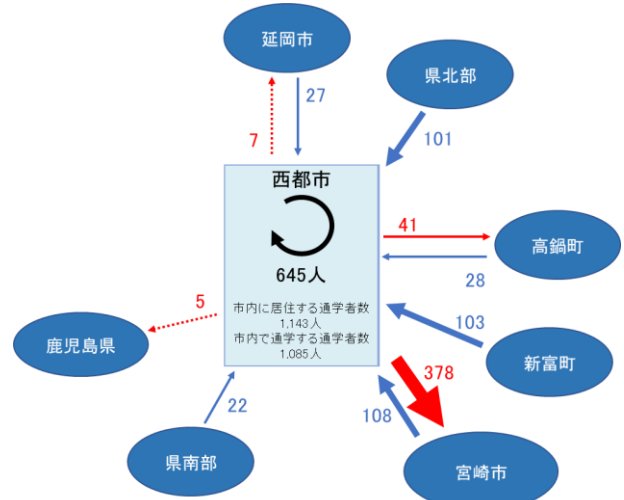 延岡市
県北部
27
7
101
西都市
645人
市内に居住する通学者数
1,143人
市内で通学する通学者数
1,085人
41
高鍋町
28
5
103
鹿児島県
新富町
378
22
108
県南部
宮崎市